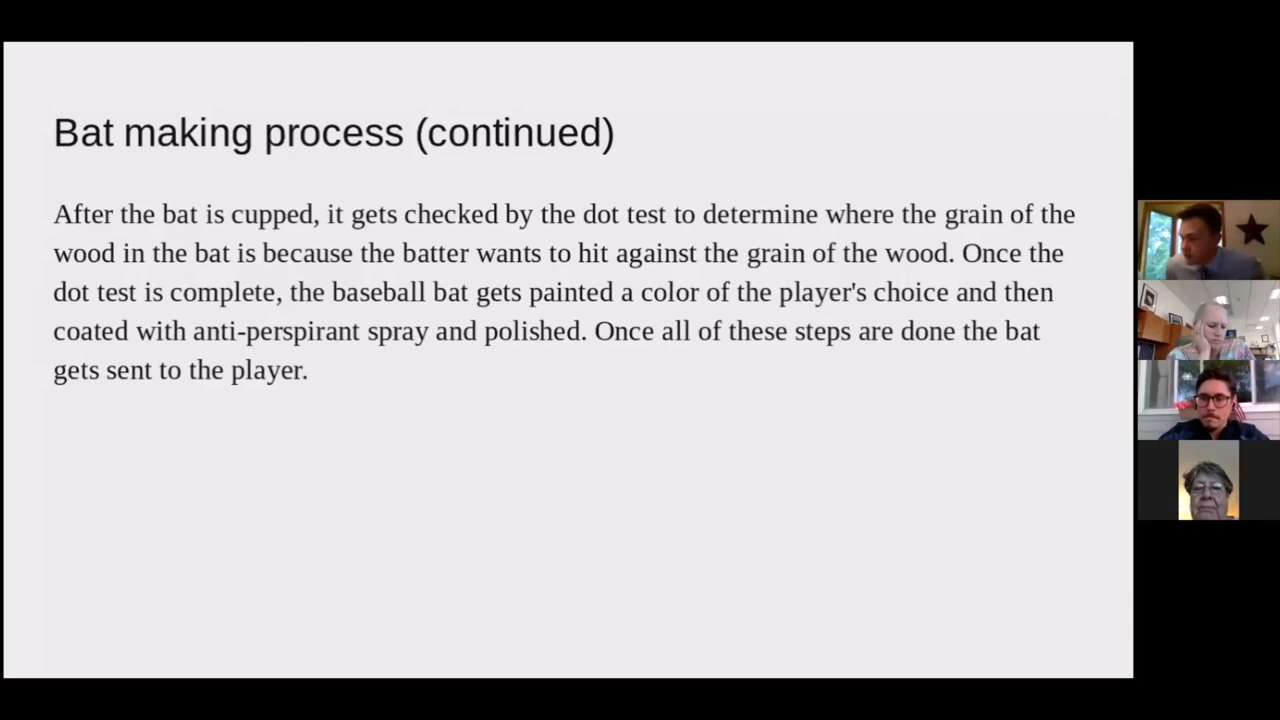 Bat making process (continued)
After the bat is cupped, it gets checked by the dot test to determine where the grain of the
wood in the bat is because the batter wants to hit against the grain of the wood. Once the
dot test is complete, the baseball bat gets painted a color of the player's choice and then
coated with anti-perspirant spray and polished. Once all of these steps are done the bat
gets sent to the player.